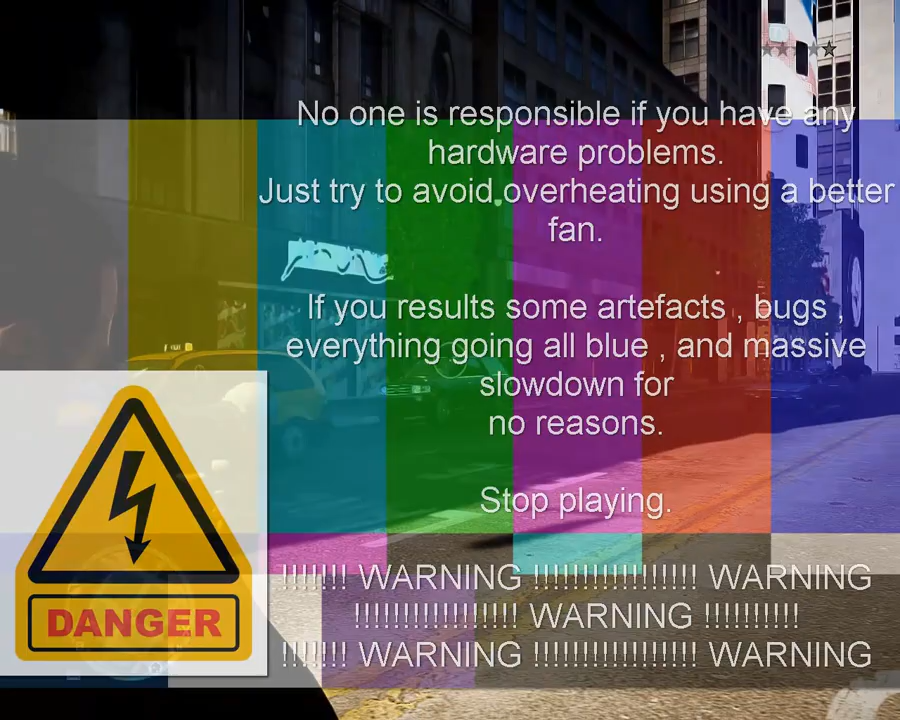 No one is responsible if you have any
hardware problems.
Just try to avoid overheating using a better
fan.
If you results some artefacts , bugs ,
everything going all blue , and massive
slowdown for
no reasons.
Stop playing.
!!!!!!! WARNING !!!!!!!!!!!!!!!!!! WARNING
!!!!!!!!!!!!!!!!!! WARNING !!!!!!!!!!
!!!!!!! WARNING !!!!!!!!!!!!!!!!!! WARNING
DANGER